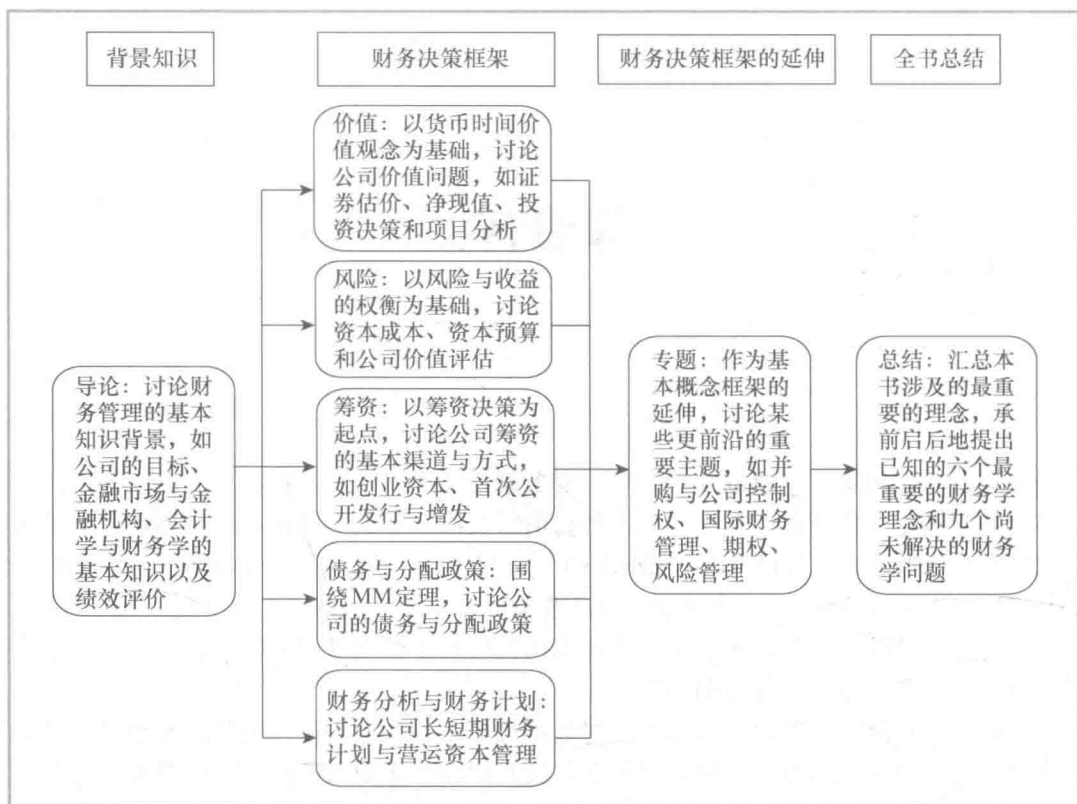 背景知识
财务决策框架
财务决策框架的延伸
全书总结
导论：讨论财
务管理的基本
知识背景，如
公司的目标、
金融市场与金
融机构、会计
学与财务学的
基本知识以及
绩效评价
价值：以货币时间价
值观念为基础，讨论
公司价值问题，如证
券估价、净现值、投
资决策和项目分析
风险：以风险与收益
的权衡为基础，讨论
资本成本、资本预算
和公司价值评估
筹资：以筹资决策为
起点，讨论公司筹资
的基本渠道与方式，
如创业资本、首次公
开发行与增发
债务与分配政策：围
绕MM定理，讨论公
司的债务与分配政策
财务分析与财务计划：
讨论公司长短期财务
计划与营运资本管理
专题：作为基
本概念框架的
延伸，讨论某
些更前沿的重
要主题，如并
购与公司控制
权、国际财务
管理、期权、
风险管理
总结：汇总本
书涉及的最重
要的理念，承
前启后地提出
已知的六个最
重要的财务学
理念和九个尚
未解决的财务
学问题